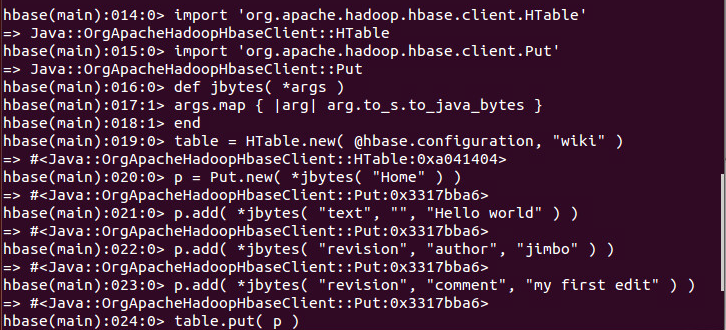 hbase(main):014:0> import 'org.apache.hadoop.hbase.client.HTable'
=> Java::OrgApacheHadoopHbaseClient::HTable
hbase(main):015:0> import 'org.apache.hadoop.hbase.client.Put'
=> Java::OrgApacheHadoopHbaseClient::Put
hbase(main):016:0> def jbytes( *args )
hbase(main):017:1> args.map { |arg| arg.to_s.to_java_bytes }
hbase(main):018:1> end
hbase(main):019:0> table = HTable.new( @hbase.configuration, "wiki" )
=> #<Java::OrgApacheHadoopHbaseClient::HTable:0xa041404>
hbase(main):020:0> p = Put.new( *jbytes( "Home" ) )
=> #<Java::OrgApacheHadoopHbaseClient::Put:0x3317bba6>
hbase(main):021:0> p.add( *jbytes( "text", "", "Hello world" ) )
=> #<Java::OrgApacheHadoopHbaseClient::Put:0x3317bba6>
hbase(main):022:0> p.add( *jbytes( "revision", "author", "jimbo" ) )
=> #<Java::OrgApacheHadoopHbaseClient::Put:0x3317bba6>
hbase(main):023:0> p.add( *jbytes( "revision", "comment", "my first edit" ) )
=> #<Java::OrgApacheHadoopHbaseClient::Put:0x3317bba6>
hbase(main):024:0> table.put( p )